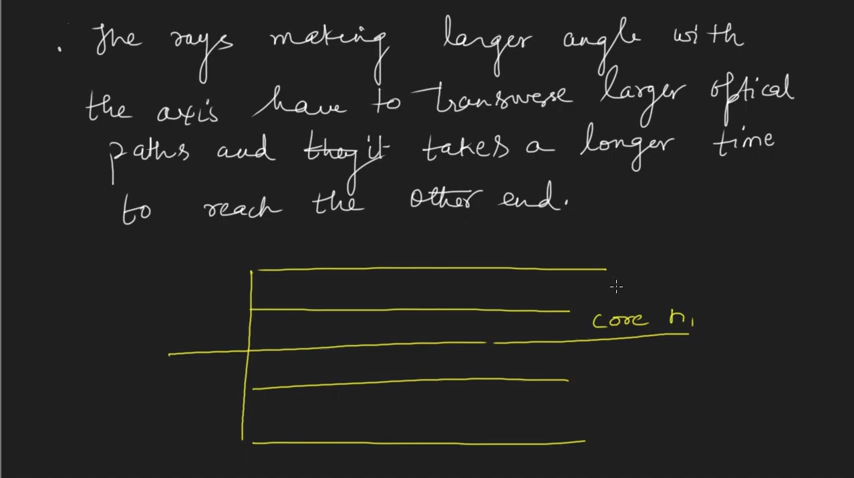 . The rays making larger angle with
the axis have to transverse larger optical
paths and they it takes a longer time
to reach the other end.
core n₁